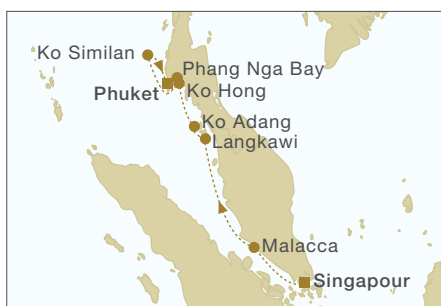 Ko Similan
Phang Nga Bay
Phuket
Ko Hong
Ko Adang
Langkawi
Malacca
Singapour